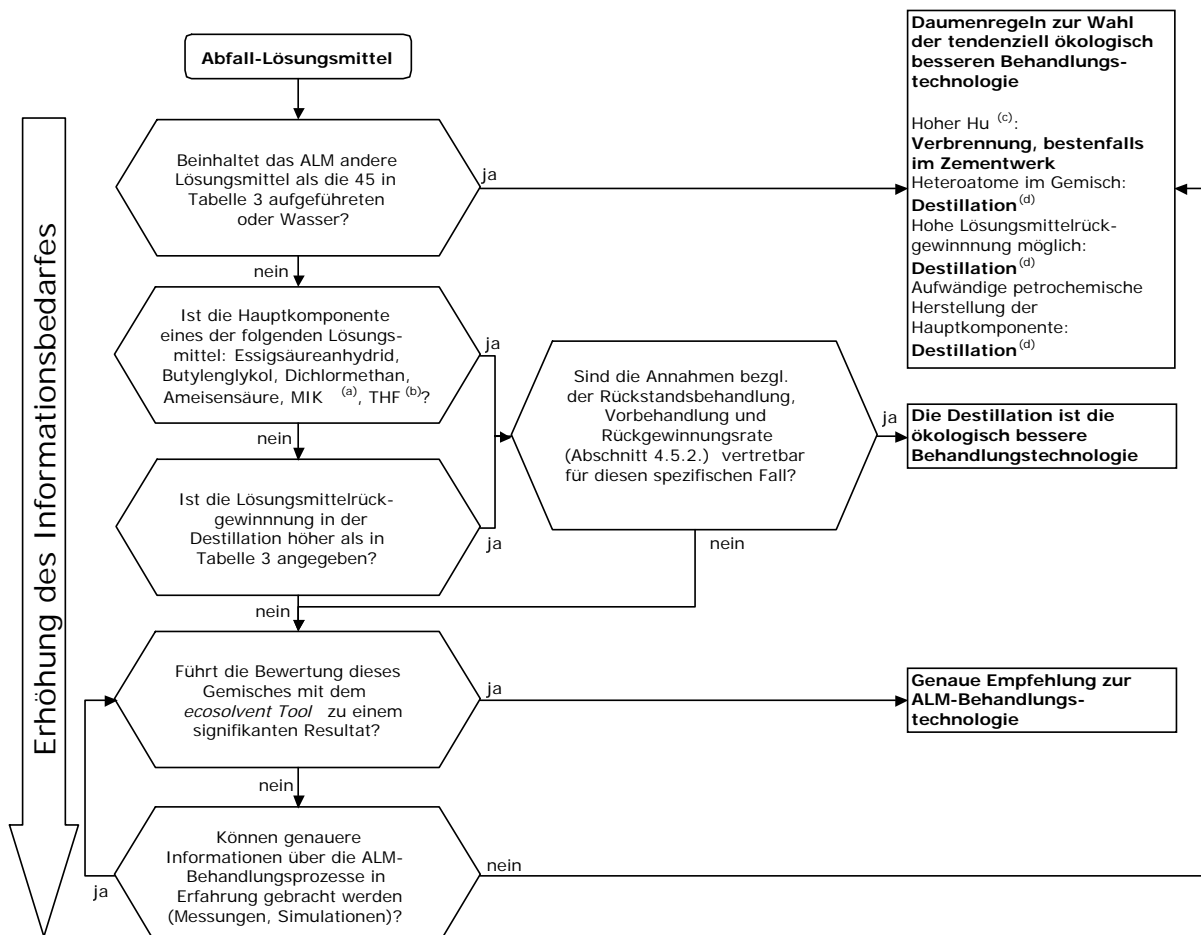 Abfall-Lösungsmittel
Erhöhung des Informationsbedarfes
Beinhaltet das ALM andere
Lösungsmittel als die 45 in
Tabelle 3 aufgeführeten
oder Wasser?
ja
nein
Daumenregeln zur Wahl
der tendenziell ökologisch
besseren Behandlungs-
technologie
Hoher Hu (c):
Verbrennung, bestenfalls
im Zementwerk
Heteroatome im Gemisch:
Destillation(d)
Hohe Lösungsmittelrück-
gewinnnung möglich:
Destillation(d)
Aufwändige petrochemische
Herstellung der
Hauptkomponente:
Destillation(d)
Ist die Hauptkomponente
eines der folgenden Lösungs-
mittel: Essigsäureanhydrid,
Butylenglykol, Dichlormethan,
Ameisensäure, MIK (a), THF(b)?
ja
nein
Ist die Lösungsmittelrück-
gewinnnung in der
Destillation höher als in
Tabelle 3 angegeben?
ja
nein
Sind die Annahmen bezgl.
der Rückstandsbehandlung,
Vorbehandlung und
Rückgewinnungsrate
(Abschnitt 4.5.2.) vertretbar
für diesen spezifischen Fall?
ja
nein
Die Destillation ist die
ökologisch bessere
Behandlungstechnologie
Führt die Bewertung dieses
Gemisches mit dem
ecosolvent Tool zu einem
signifikanten Resultat?
ja
nein
Genaue Empfehlung zur
ALM-Behandlungs-
technologie
Können genauere
Informationen über die ALM-
Behandlungsprozesse in
Erfahrung gebracht werden
(Messungen, Simulationen)?
ja
nein